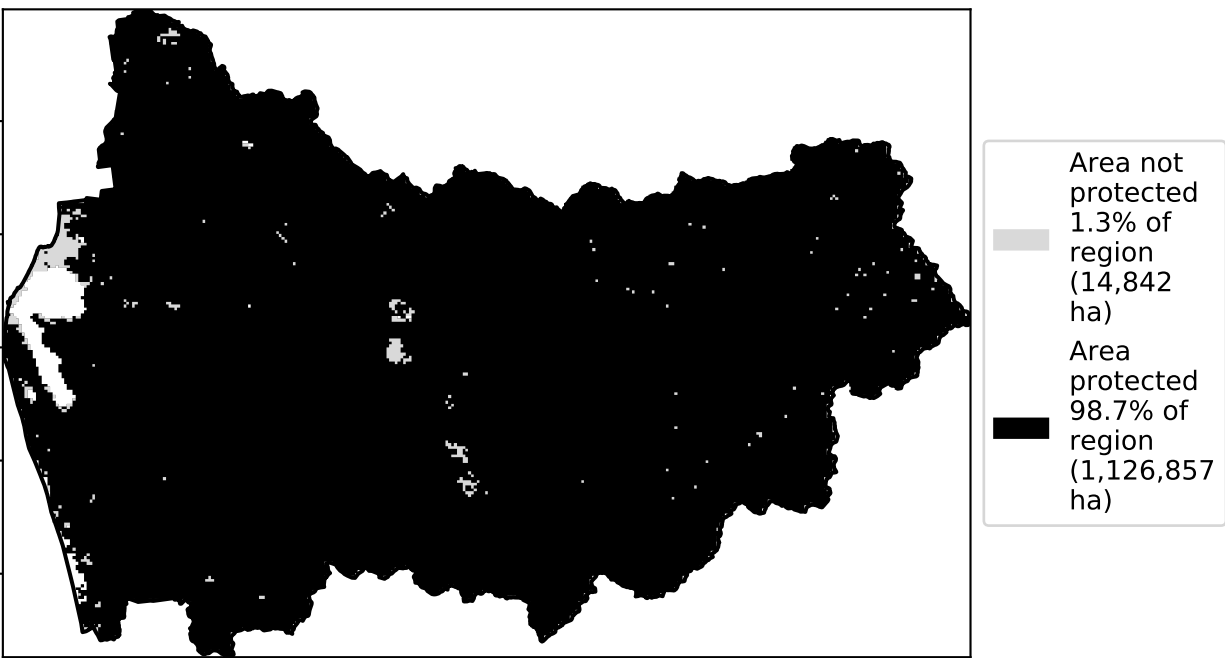 Area not
protected
1.3% of
region
(14,842
ha)
Area
protected
98.7% of
region
(1,126,857
ha)